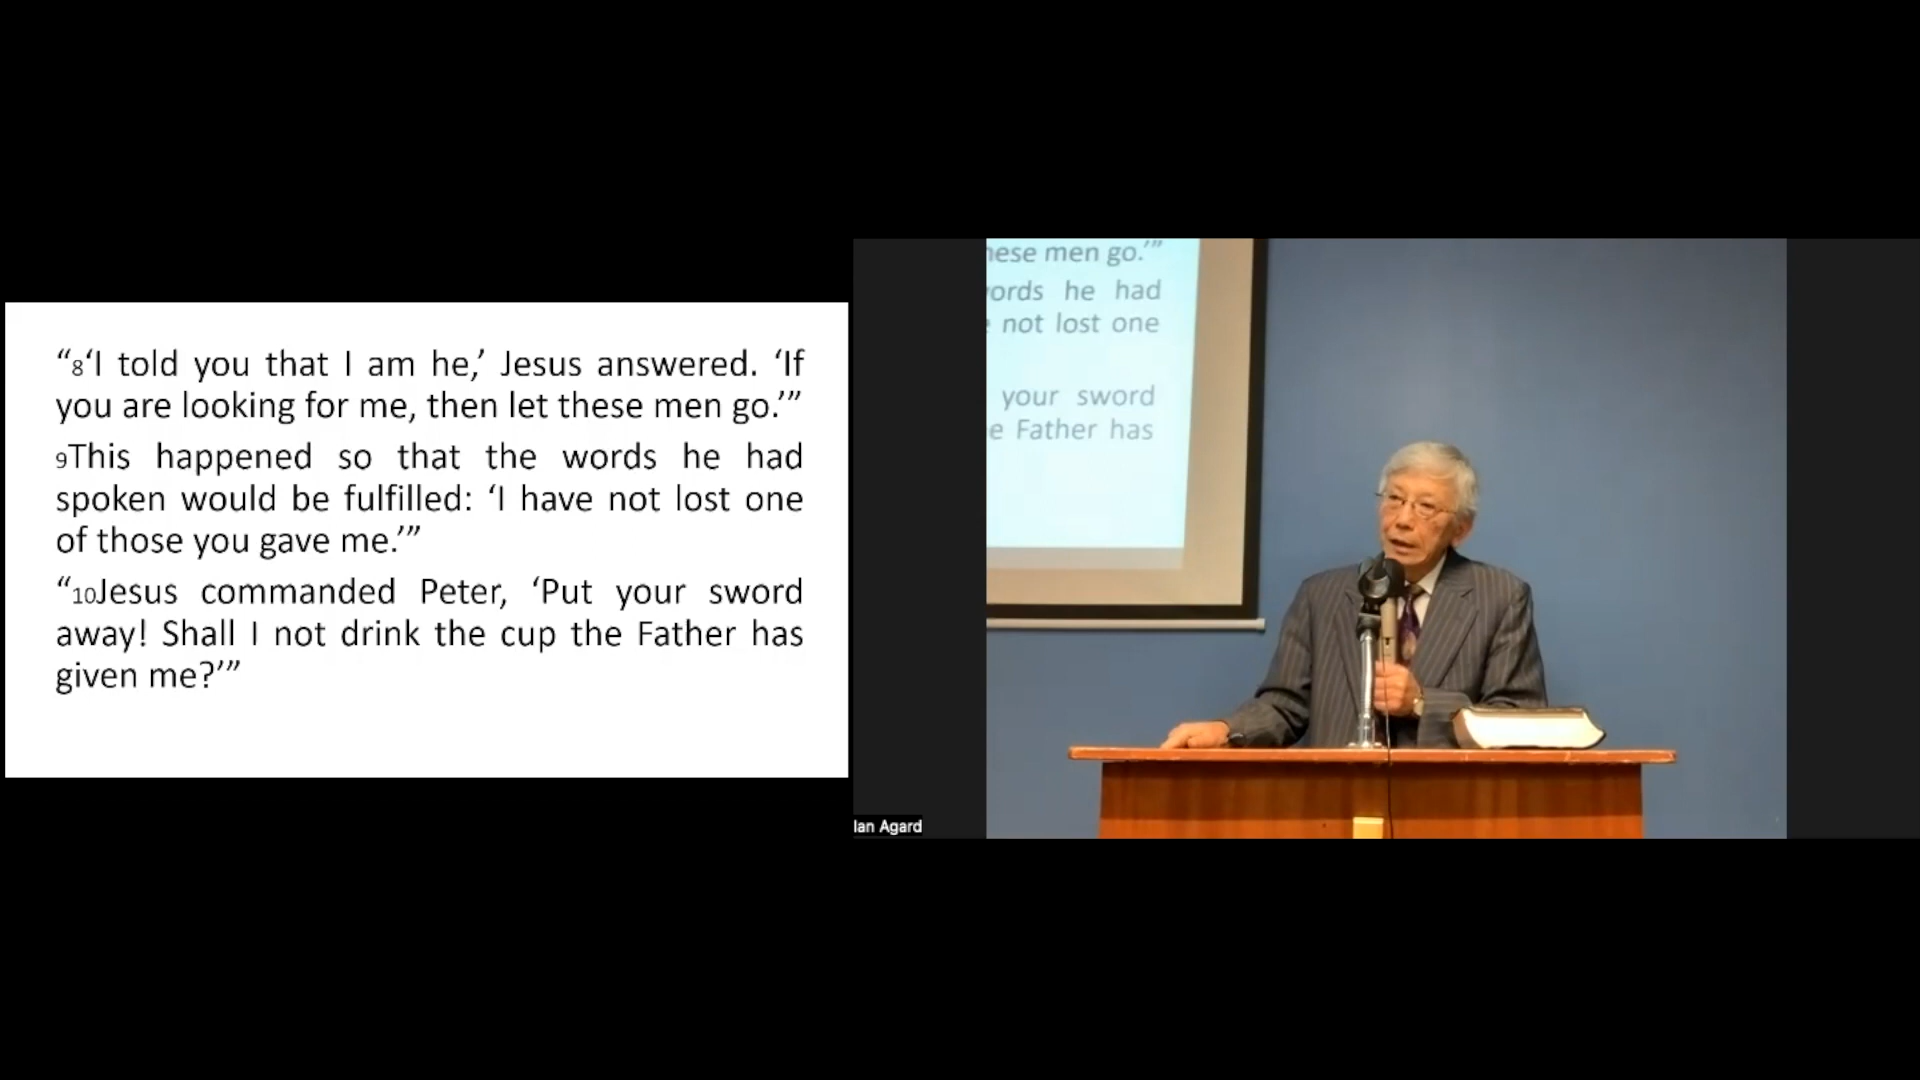 “8‘I told you that I am he,’ Jesus answered. ‘If
you are looking for me, then let these men go.’”
9This happened so that the words he had
spoken would be fulfilled: ‘I have not lost one
of those you gave me.’”
“10Jesus commanded Peter, ‘Put your sword
away! Shall I not drink the cup the Father has
given me?’”
hese men go.’”
ords he had
not lost one
your sword
e Father has
Ian Agard